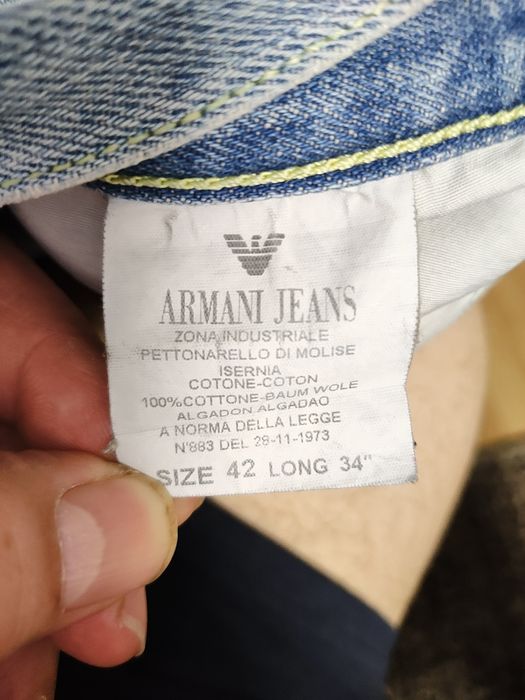 ARMANI JEANS
ZONA INDUSTRIALE
PETTONARELLO DI MOLISE
ISERNIA
COTONE-COTON
100%COTTONE-BAUM WOLE
ALGADON ALGADAO
A NORMA DELLA LEGGE
N'883 DEL 28-11-1973
SIZE 42 LONG 34"